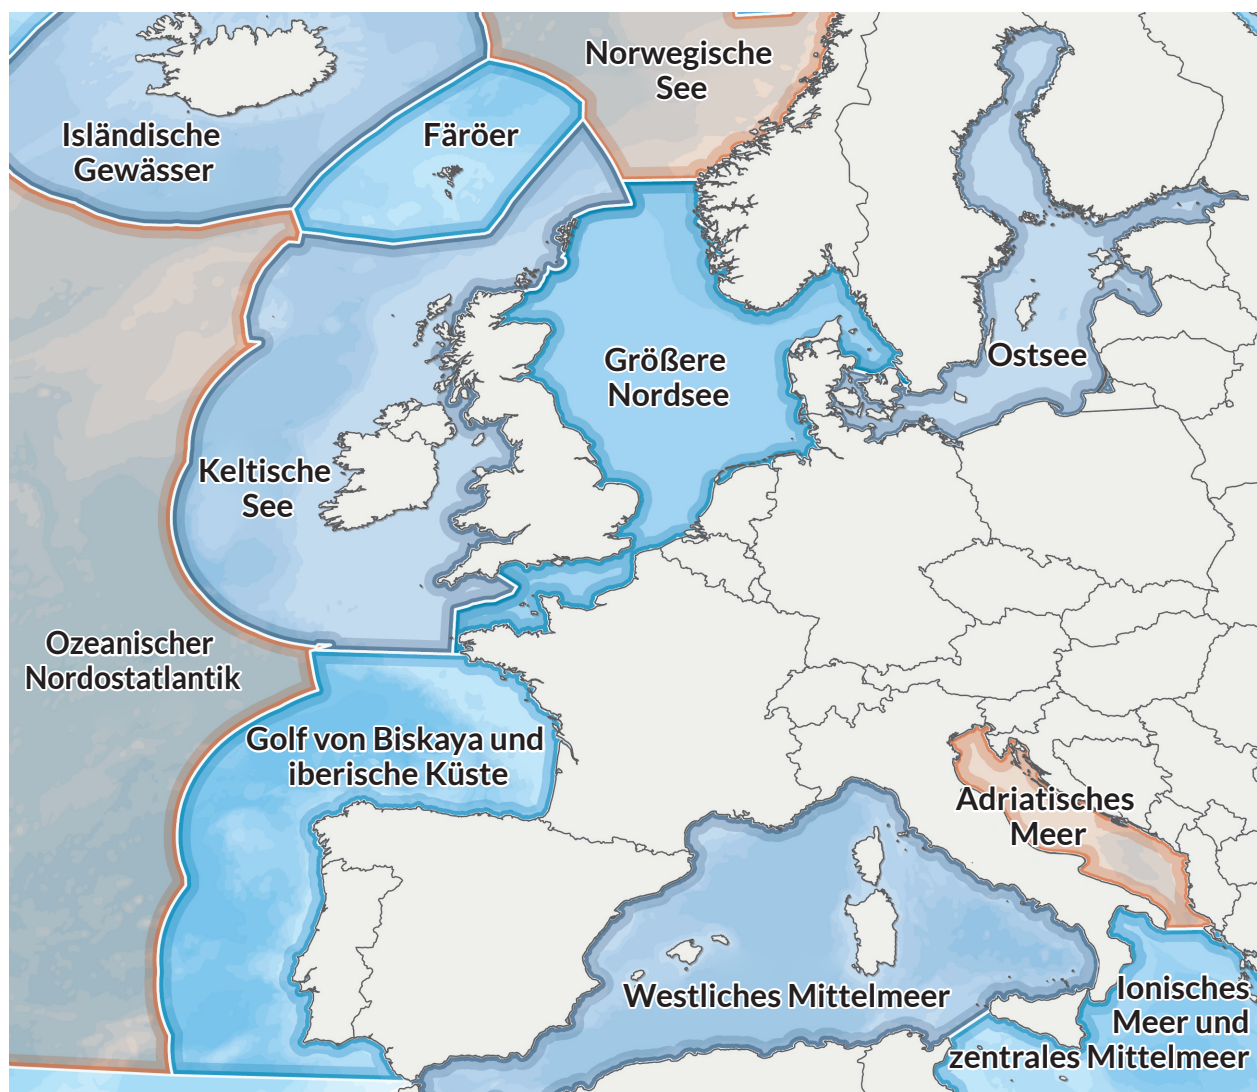 Norwegische
See
Isländische
Gewässer
Färöer
Ostsee
Größere
Nordsee
Keltische
See
Ozeanischer
Nordostatlantik
Golf von Biskaya und
iberische Küste
Adriatisches
Meer
Westliches Mittelmeer
Ionisches
Meer und
zentrales Mittelmeer